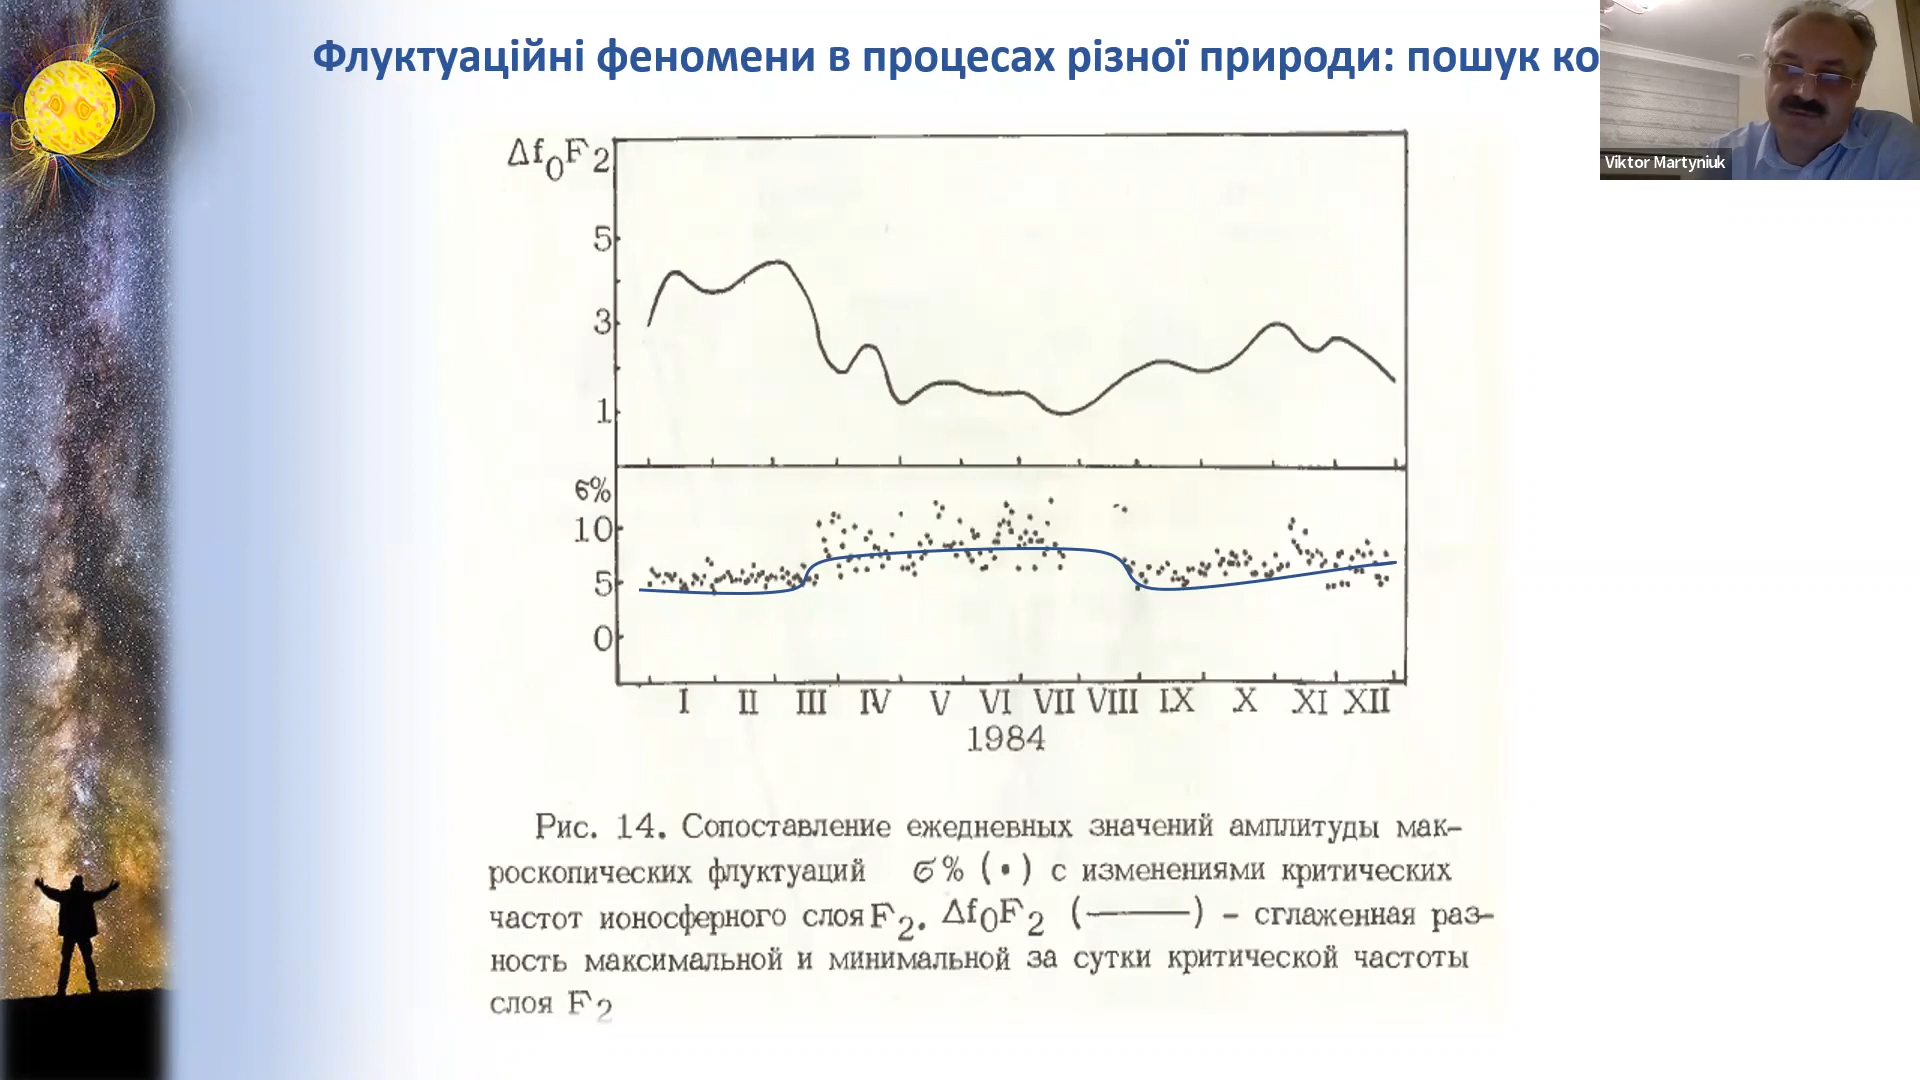 Флуктуаційні феномени в процесах різної природи: пошук ко
Viktor Martyniuk
Δf₀F₂
5
3
1
б%
10
5
0
I II III IV V VI VII VIII IX X XI XII
1984
Рис. 14. Сопоставление ежедневных значений амплитуды мак-
роскопических флуктуаций б% (•) с изменениями критических
частот ионосферного слоя F₂. Δf₀F₂ (———) - сглаженная раз-
ность максимальной и минимальной за сутки критической частоты
слоя F₂